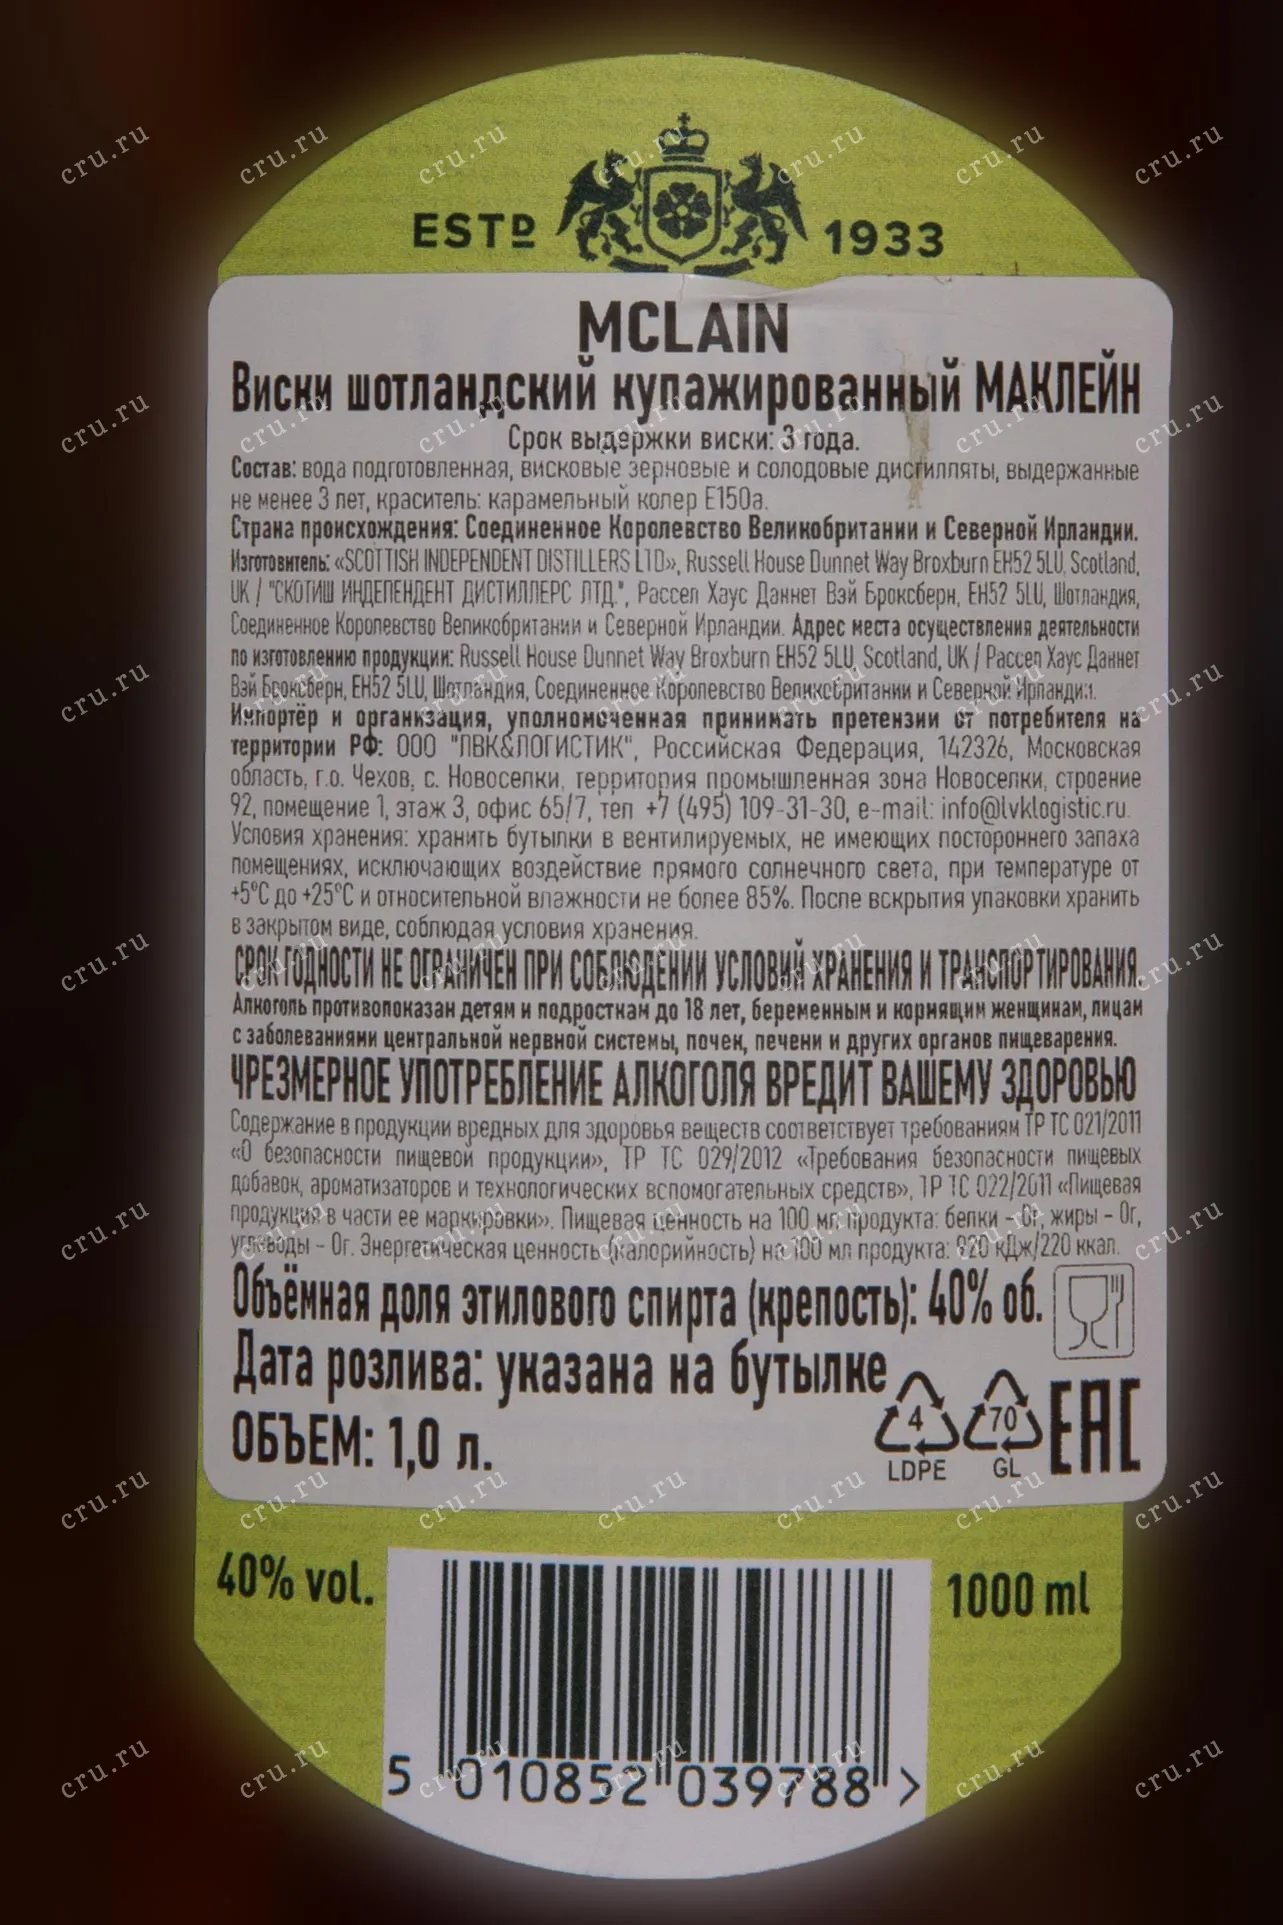 ESTD 1933
MCLAIN
Виски шотландский купажированный МАКЛЕЙН
Срок выдержки виски: 3 года.
Состав: вода подготовленная, висковые зерновые и солодовые дистилляты, выдержанные
не менее 3 лет, краситель: карамельный колер Е150а.
Страна происхождения: Соединенное Королевство Великобритании и Северной Ирландии.
Изготовитель: «SCOTTISH INDEPENDENT DISTILLERS LTD», Russell House Dunnet Way Broxburn EH52 5LU, Scotland,
UK / "СКОТИШ ИНДЕПЕНДЕНТ ДИСТИЛЛЕРС ЛТД.", Рассел Хаус Даннет Вэй Броксберн, EH52 5LU, Шотландия,
Соединенное Королевство Великобритании и Северной Ирландии. Адрес места осуществления деятельности
по изготовлению продукции: Russell House Dunnet Way Broxburn EH52 5LU, Scotland, UK / Рассел Хаус Даннет
Вэй Броксберн, EH52 5LU, Шотландия, Соединенное Королевство Великобритании и Северной Ирландии.
Импортёр и организация, уполномоченная принимать претензии от потребителя на
территории РФ: ООО "ЛВК&ЛОГИСТИК", Российская Федерация, 142326, Московская
область, г.о. Чехов, с. Новоселки, территория промышленная зона Новоселки, строение
92, помещение 1, этаж 3, офис 65/7, тел +7 (495) 109-31-30, e-mail: info@lvklogistic.ru.
Условия хранения: хранить бутылки в вентилируемых, не имеющих постороннего запаха
помещениях, исключающих воздействие прямого солнечного света, при температуре от
+5°С до +25°С и относительной влажности не более 85%. После вскрытия упаковки хранить
в закрытом виде, соблюдая условия хранения.
СРОК ГОДНОСТИ НЕ ОГРАНИЧЕН ПРИ СОБЛЮДЕНИИ УСЛОВИЙ ХРАНЕНИЯ И ТРАНСПОРТИРОВАНИЯ.
Алкоголь противопоказан детям и подросткам до 18 лет, беременным и кормящим женщинам, лицам
с заболеваниями центральной нервной системы, почек, печени и других органов пищеварения.
ЧРЕЗМЕРНОЕ УПОТРЕБЛЕНИЕ АЛКОГОЛЯ ВРЕДИТ ВАШЕМУ ЗДОРОВЬЮ
Содержание в продукции вредных для здоровья веществ соответствует требованиям ТР ТС 021/2011
«О безопасности пищевой продукции», ТР ТС 029/2012 «Требования безопасности пищевых
добавок, ароматизаторов и технологических вспомогательных средств», ТР ТС 022/2011 «Пищевая
продукция в части ее маркировки». Пищевая ценность на 100 мл продукта: белки – 0г, жиры – 0г,
углеводы – 0г. Энергетическая ценность (калорийность) на 100 мл продукта: 920 кДж/220 ккал.
Объёмная доля этилового спирта (крепость): 40% об.
Дата розлива: указана на бутылке
ОБЪЕМ: 1,0 л.
4 LDPE
70 GL
EAC
40% vol.
1000 ml
5 010852 039788 >
cru.ru